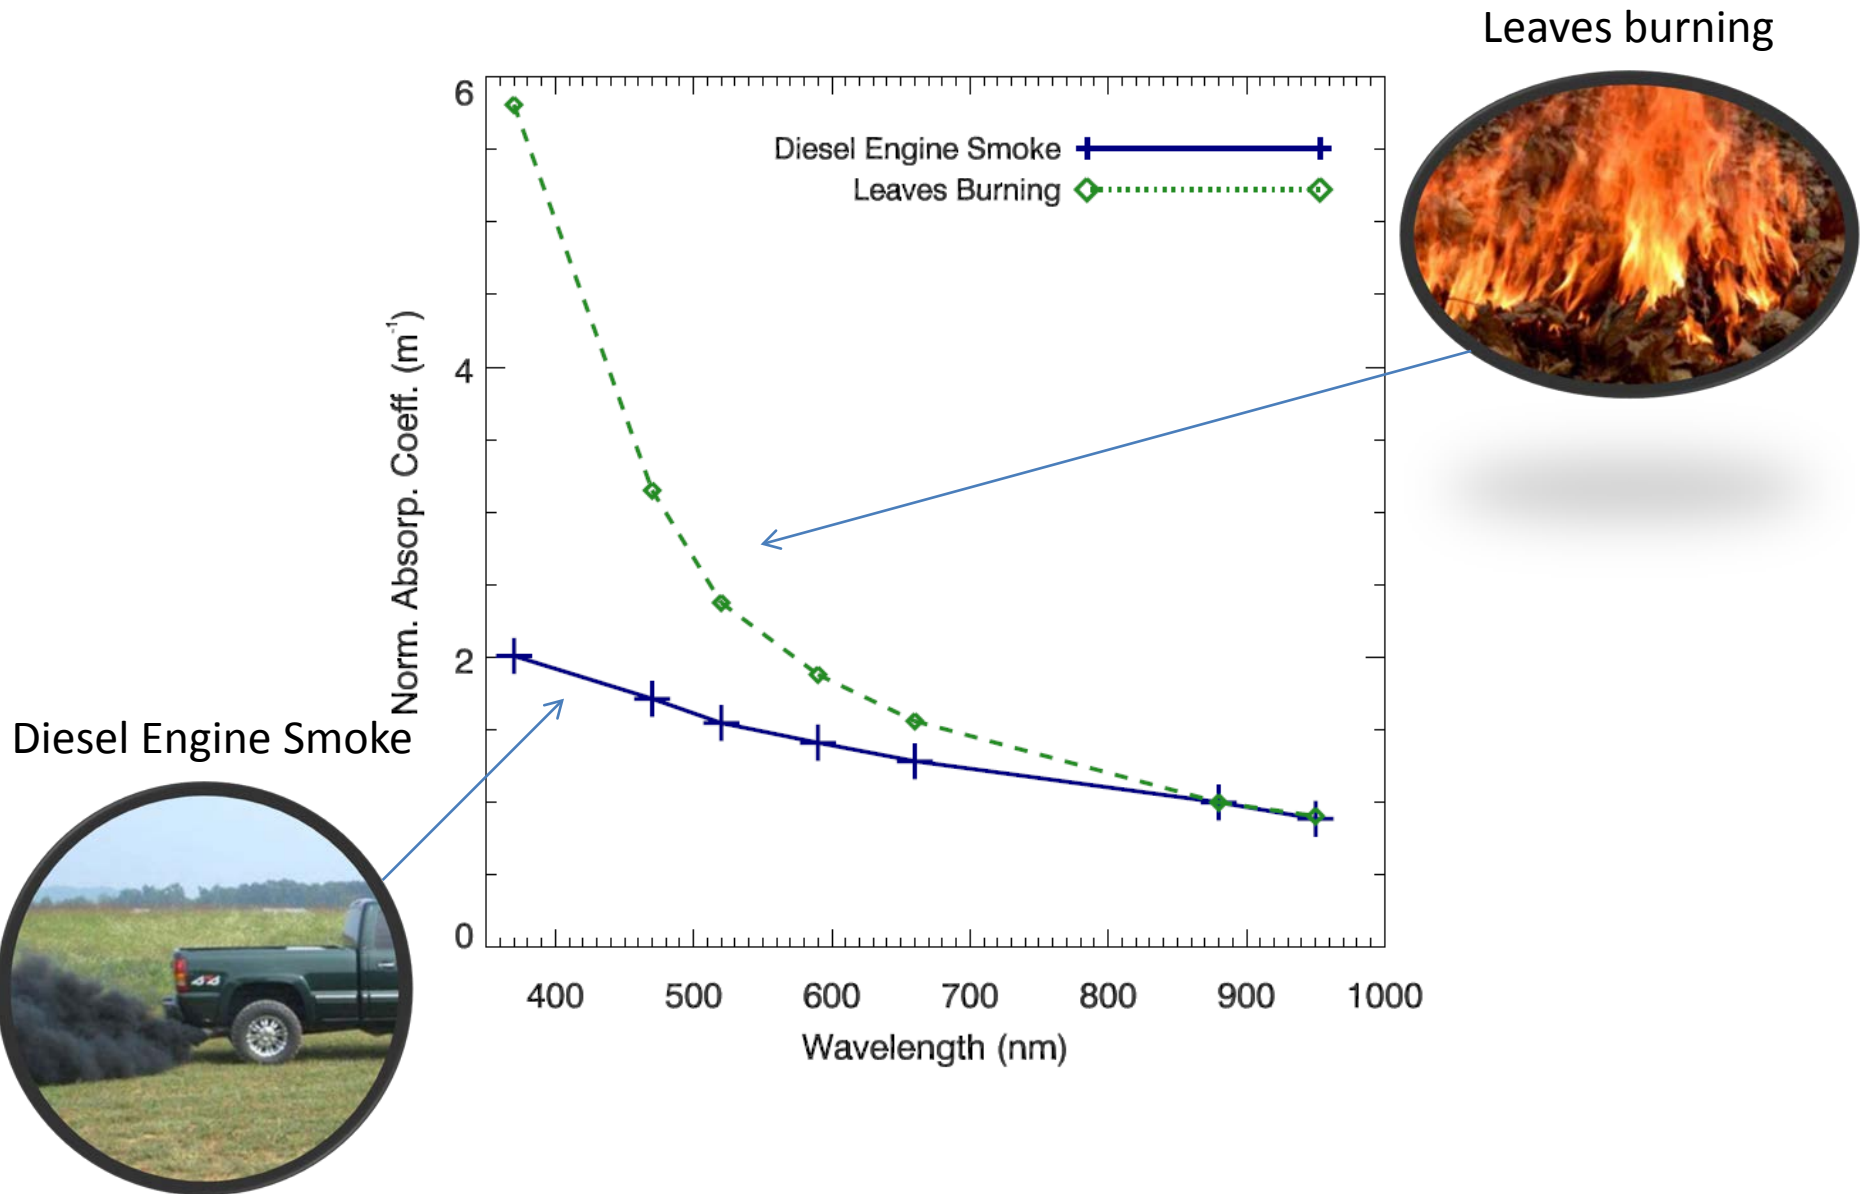 Leaves burning
6
4
2
0
Norm. Absorp. Coeff. (m⁻¹)
Diesel Engine Smoke
Leaves Burning
400 500 600 700 800 900 1000
Wavelength (nm)
Diesel Engine Smoke
4x4